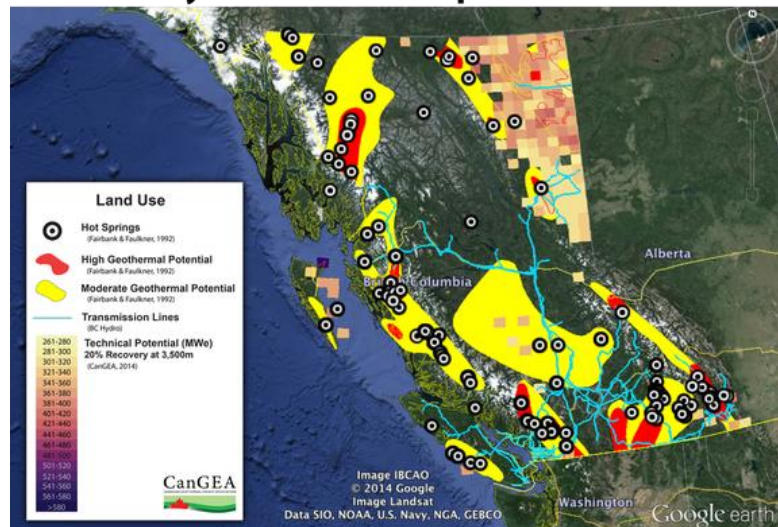 Land Use
Hot Springs
(Fairbank & Faulkner, 1992)
High Geothermal Potential
(Fairbank & Faulkner, 1992)
Moderate Geothermal Potential
(Fairbank & Faulkner, 1992)
Transmission Lines
(BC Hydro)
Technical Potential (MWe)
20% Recovery at 3,500m
(CanGEA, 2014)
261-280
281-300
301-320
321-340
341-360
361-380
381-400
401-420
421-440
441-460
461-480
481-500
501-520
521-540
541-560
561-580
>580
CanGEA
Alberta
Columbia
Washington
Image IBCAO
© 2014 Google
Image Landsat
Data SIO, NOAA, U.S. Navy, NGA, GEBCO
Google earth